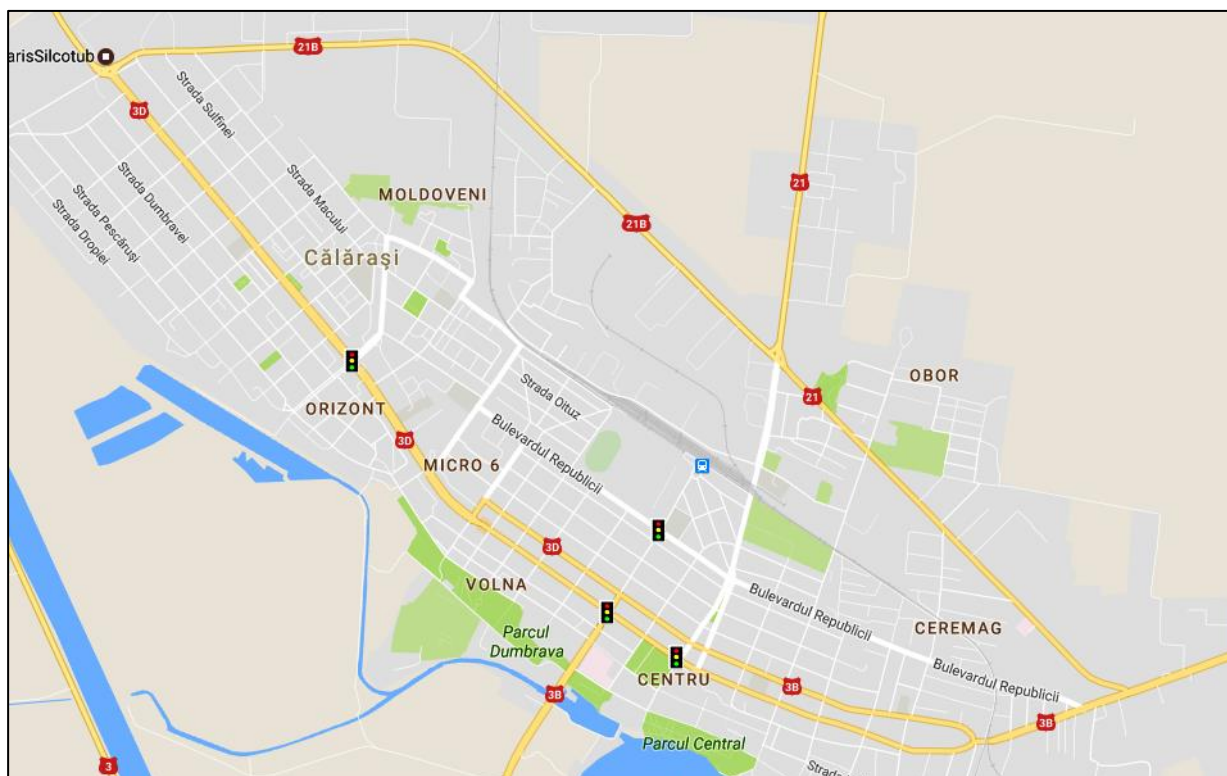 arisSilcotub
21B
3D
Strada Sulfinei
Strada Macului
MOLDOVENI
Strada Dumbravei
Strada Pescăruși
Strada Dropiei
Călărași
21B
21
21
OBOR
ORIZONT
3D
MICRO 6
Strada Oituz
Bulevardul Republicii
3D
VOLNA
Parcul
Dumbrava
Bulevardul Republicii
CEREMAG
Bulevardul Republicii
CENTRU
3B
3B
3B
Parcul Central
3